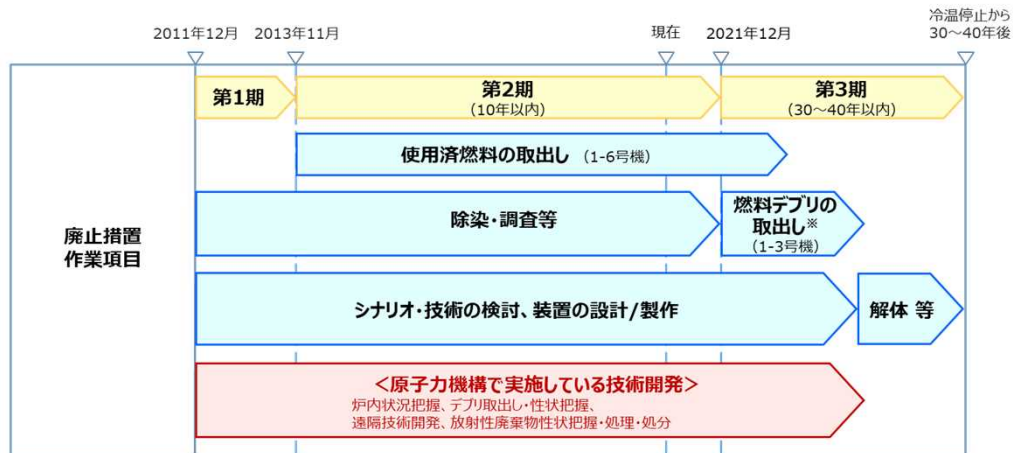 冷温停止から
2011年12月 2013年11月 現在 2021年12月 30～40年後
第1期 第2期 第3期
(10年以内) (30～40年以内)
使用済燃料の取出し (1-6号機)
除染・調査等
燃料デブリの
取出し※
(1-3号機)
廃止措置
作業項目
シナリオ・技術の検討、装置の設計/製作
解体 等
＜原子力機構で実施している技術開発＞
炉内状況把握、デブリ取出し・性状把握、
遠隔技術開発、放射性廃棄物性状把握・処理・処分